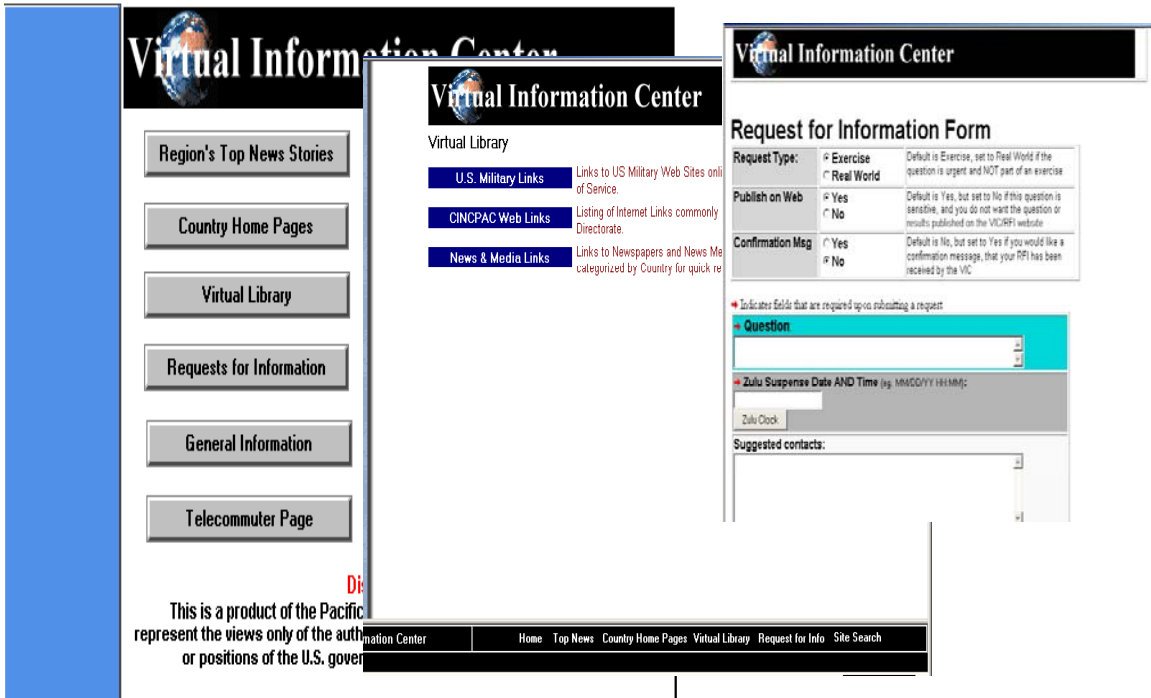 Virtual Information Center
Region's Top News Stories
Country Home Pages
Virtual Library
Requests for Information
General Information
Telecommuter Page
This is a product of the Pacific
represent the views only of the auth
or positions of the U.S. gover
Virtual Information Center
Virtual Library
U.S. Military Links
Links to US Military Web Sites onli
of Service.
CINCPAC Web Links
Listing of Internet Links commonly
Directorate.
News & Media Links
Links to Newspapers and News Me
categorized by Country for quick re
mation Center
Home Top News Country Home Pages Virtual Library Request for Info Site Search
Virtual Information Center
Request for Information Form
Request Type:
Exercise
Real World
Default is Exercise, set to Real World if the
question is urgent and NOT part of an exercise
Publish on Web
Yes
No
Default is Yes, but set to No if this question is
sensitive, and you do not want the question or
results published on the VIC/RFI website
Confirmation Msg
Yes
No
Default is No, but set to Yes if you would like a
confirmation message, that your RFI has been
received by the VIC
Indicates fields that are required upon submitting a request
Question
Zulu Suspense Date AND Time (eg. MM/DD/YY HH:MM):
Zulu Clock
Suggested contacts: